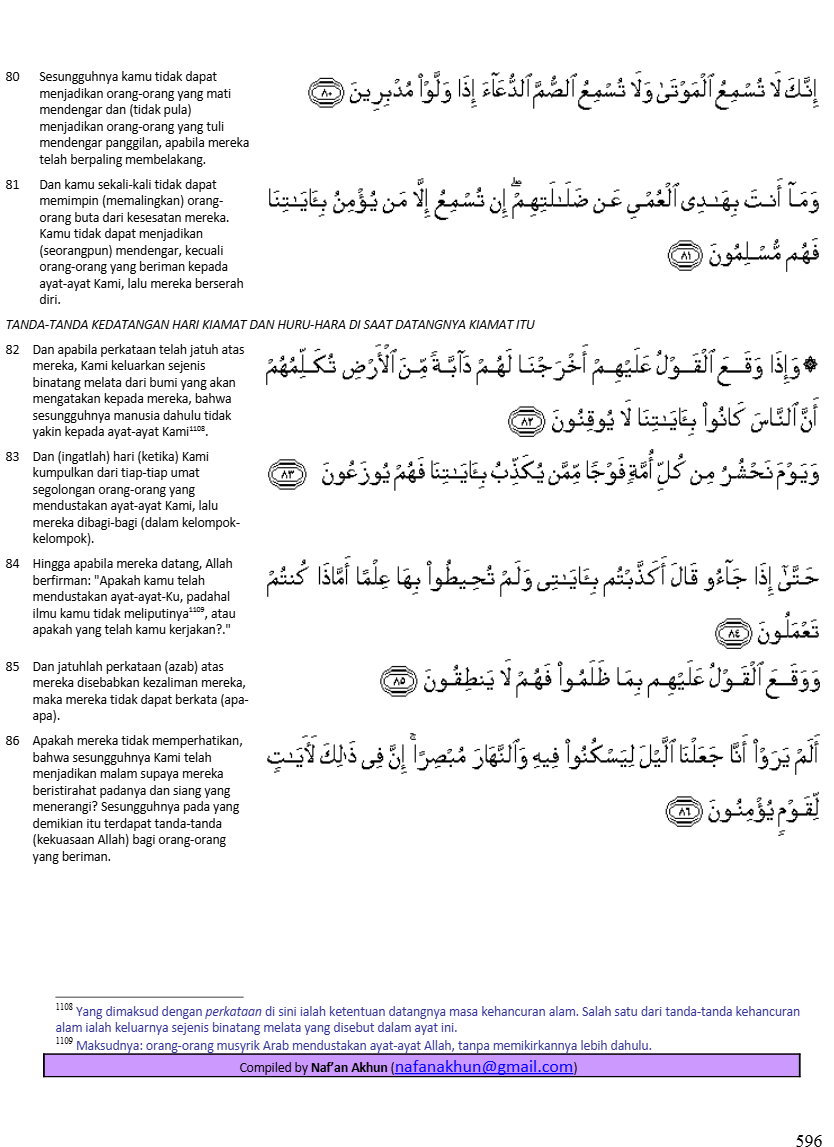 80 Sesungguhnya kamu tidak dapat
menjadikan orang-orang yang mati
mendengar dan (tidak pula)
menjadikan orang-orang yang tuli
mendengar panggilan, apabila mereka
telah berpaling membelakang.
إِنَّكَ لَا تُسْمِعُ ٱلْمَوْتَىٰ وَلَا تُسْمِعُ ٱلصُّمَّ ٱلدُّعَآءَ إِذَا وَلَّوْا۟ مُدْبِرِينَ ٨٠
81 Dan kamu sekali-kali tidak dapat
memimpin (memalingkan) orang-
orang buta dari kesesatan mereka.
Kamu tidak dapat menjadikan
(seorangpun) mendengar, kecuali
orang-orang yang beriman kepada
ayat-ayat Kami, lalu mereka berserah
diri.
وَمَآ أَنتَ بِهَـٰدِى ٱلْعُمْىِ عَن ضَلَـٰلَتِهِمْ ۖ إِن تُسْمِعُ إِلَّا مَن يُؤْمِنُ بِـَٔايَـٰتِنَا
فَهُم مُّسْلِمُونَ ٨١
TANDA-TANDA KEDATANGAN HARI KIAMAT DAN HURU-HARA DI SAAT DATANGNYA KIAMAT ITU
82 Dan apabila perkataan telah jatuh atas
mereka, Kami keluarkan sejenis
binatang melata dari bumi yang akan
mengatakan kepada mereka, bahwa
sesungguhnya manusia dahulu tidak
yakin kepada ayat-ayat Kami1108.
۞ وَإِذَا وَقَعَ ٱلْقَوْلُ عَلَيْهِمْ أَخْرَجْنَا لَهُمْ دَآبَّةً مِّنَ ٱلْأَرْضِ تُكَلِّمُهُمْ
أَنَّ ٱلنَّاسَ كَانُوا۟ بِـَٔايَـٰتِنَا لَا يُوقِنُونَ ٨٢
83 Dan (ingatlah) hari (ketika) Kami
kumpulkan dari tiap-tiap umat
segolongan orang-orang yang
mendustakan ayat-ayat Kami, lalu
mereka dibagi-bagi (dalam kelompok-
kelompok).
وَيَوْمَ نَحْشُرُ مِن كُلِّ أُمَّةٍ فَوْجًا مِّمَّن يُكَذِّبُ بِـَٔايَـٰتِنَا فَهُمْ يُوزَعُونَ ٨٣
84 Hingga apabila mereka datang, Allah
berfirman: "Apakah kamu telah
mendustakan ayat-ayat-Ku, padahal
ilmu kamu tidak meliputinya1109, atau
apakah yang telah kamu kerjakan?."
حَتَّىٰٓ إِذَا جَآءُو قَالَ أَكَذَّبْتُم بِـَٔايَـٰتِى وَلَمْ تُحِيطُوا۟ بِهَا عِلْمًا أَمَّاذَا كُنتُمْ
تَعْمَلُونَ ٨٤
85 Dan jatuhlah perkataan (azab) atas
mereka disebabkan kezaliman mereka,
maka mereka tidak dapat berkata (apa-
apa).
وَوَقَعَ ٱلْقَوْلُ عَلَيْهِم بِمَا ظَلَمُوا۟ فَهُمْ لَا يَنطِقُونَ ٨٥
86 Apakah mereka tidak memperhatikan,
bahwa sesungguhnya Kami telah
menjadikan malam supaya mereka
beristirahat padanya dan siang yang
menerangi? Sesungguhnya pada yang
demikian itu terdapat tanda-tanda
(kekuasaan Allah) bagi orang-orang
yang beriman.
أَلَمْ يَرَوْا۟ أَنَّا جَعَلْنَا ٱلَّيْلَ لِيَسْكُنُوا۟ فِيهِ وَٱلنَّهَارَ مُبْصِرًا ۚ إِنَّ فِى ذَٰلِكَ لَـَٔايَـٰتٍ
لِّقَوْمٍ يُؤْمِنُونَ ٨٦
1108 Yang dimaksud dengan perkataan di sini ialah ketentuan datangnya masa kehancuran alam. Salah satu dari tanda-tanda kehancuran
alam ialah keluarnya sejenis binatang melata yang disebut dalam ayat ini.
1109 Maksudnya: orang-orang musyrik Arab mendustakan ayat-ayat Allah, tanpa memikirkannya lebih dahulu.
Compiled by Naf'an Akhun (nafanakhun@gmail.com)
596